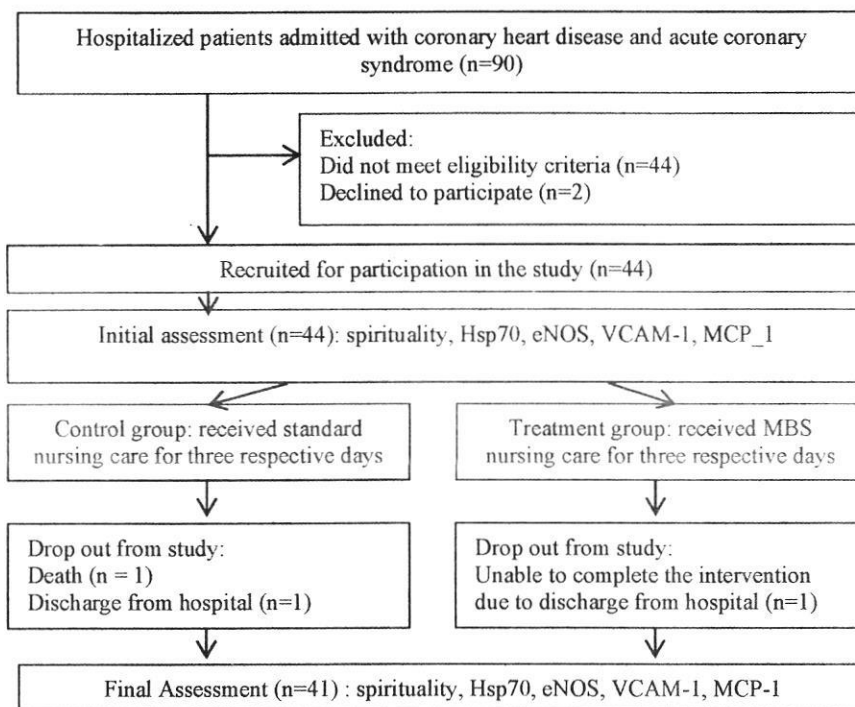 Hospitalized patients admitted with coronary heart disease and acute coronary
syndrome (n=90)
Excluded:
Did not meet eligibility criteria (n=44)
Declined to participate (n=2)
Recruited for participation in the study (n=44)
Initial assessment (n=44): spirituality, Hsp70, eNOS, VCAM-1, MCP_1
Control group: received standard
nursing care for three respective days
Treatment group: received MBS
nursing care for three respective days
Drop out from study:
Death (n = 1)
Discharge from hospital (n=1)
Drop out from study:
Unable to complete the intervention
due to discharge from hospital (n=1)
Final Assessment (n=41) : spirituality, Hsp70, eNOS, VCAM-1, MCP-1